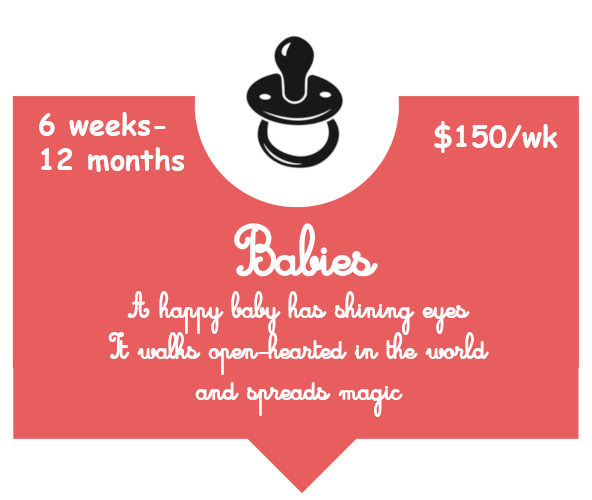 6 weeks-
12 months
$150/wk
Babies
A happy baby has shining eyes
It walks open-hearted in the world
and spreads magic